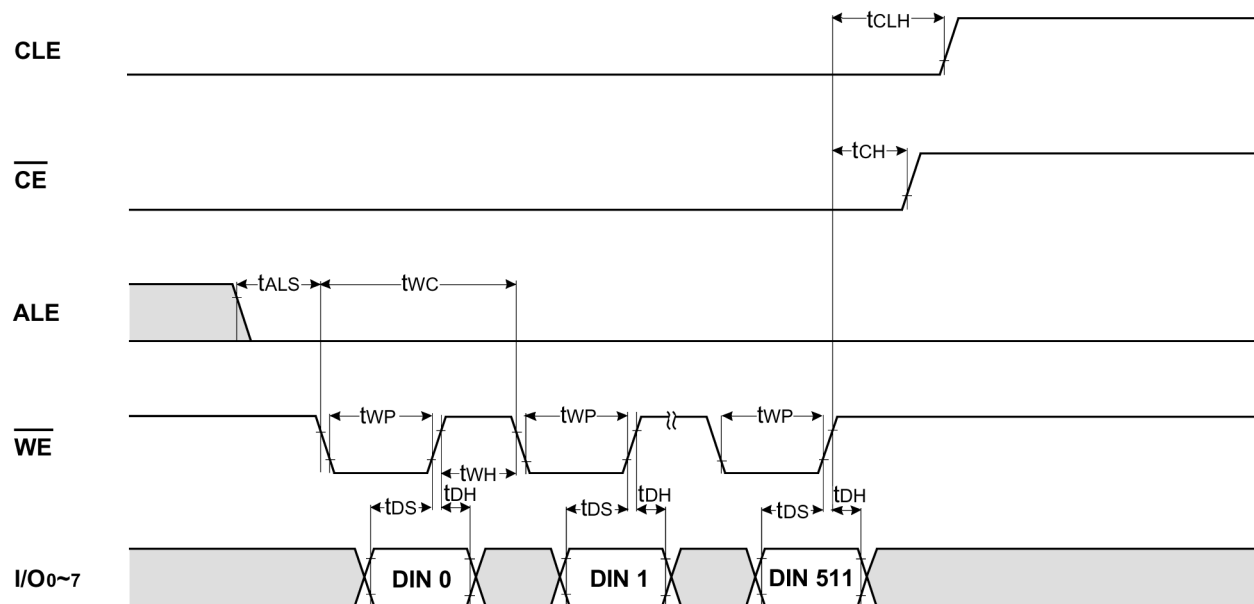 CLE
tCLH
CE
tCH
ALE
tALS
tWC
WE
tWP
tWP
tWP
tWH
tDS
tDH
tDS
tDH
tDS
tDH
I/O0~7
DIN 0
DIN 1
DIN 511